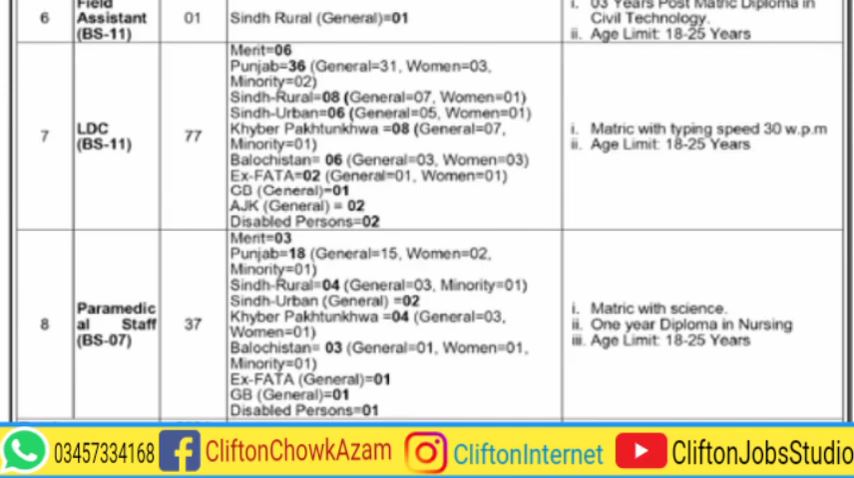 Field
6 Assistant 01 Sindh Rural (General)=01
(BS-11)
i. 03 Years Post Matric Diploma in
Civil Technology.
ii. Age Limit: 18-25 Years
7 LDC
(BS-11)
77
Merit=06
Punjab=36 (General=31, Women=03,
Minority=02)
Sindh-Rural=08 (General=07, Women=01)
Sindh-Urban=06 (General=05, Women=01)
Khyber Pakhtunkhwa =08 (General=07,
Minority=01)
Balochistan= 06 (General=03, Women=03)
Ex-FATA=02 (General=01, Women=01)
GB (General)=01
AJK (General) = 02
Disabled Persons=02
i. Matric with typing speed 30 w.p.m
ii. Age Limit: 18-25 Years
8 Paramedic
al Staff
(BS-07)
37
Merit=03
Punjab=18 (General=15, Women=02,
Minority=01)
Sindh-Rural=04 (General=03, Minority=01)
Sindh-Urban (General) =02
Khyber Pakhtunkhwa =04 (General=03,
Women=01)
Balochistan= 03 (General=01, Women=01,
Minority=01)
Ex-FATA (General)=01
GB (General)=01
Disabled Persons=01
i. Matric with science.
ii. One year Diploma in Nursing
iii. Age Limit: 18-25 Years
03457334168 CliftonChowkAzam CliftonInternet CliftonJobsStudio